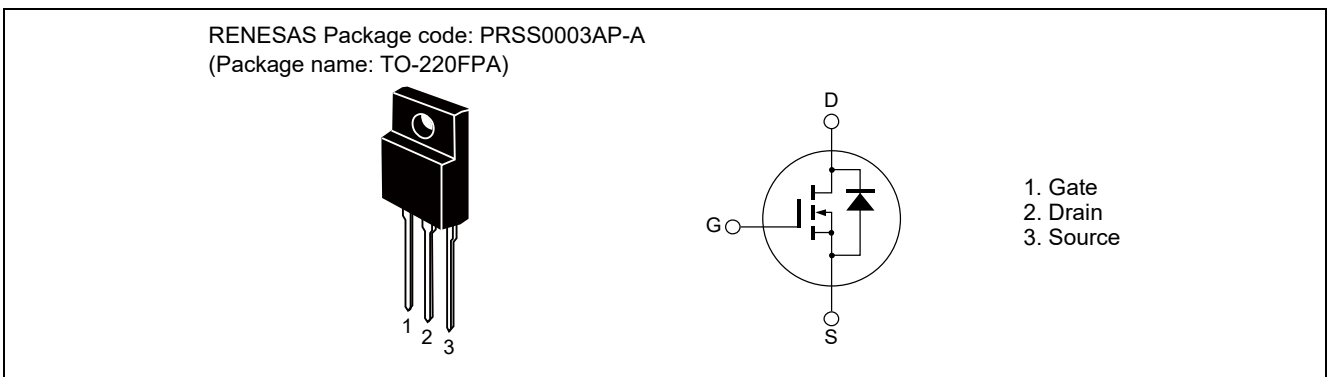 RENESAS Package code: PRSS0003AP-A
(Package name: TO-220FPA)
1
2
3
D
G
S
1. Gate
2. Drain
3. Source